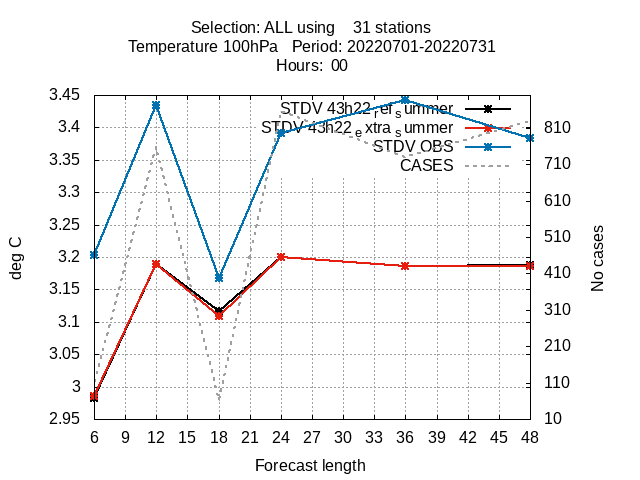 Selection: ALL using 31 stations
Temperature 100hPa Period: 20220701-20220731
Hours: 00
STDV 43h22_rer_summer
STDV 43h22_extra_summer
STDV OBS
CASES
3.45
3.4
3.35
3.3
3.25
3.2
3.15
3.1
3.05
3
2.95
deg C
810
710
610
510
410
310
210
110
10
No cases
6 9 12 15 18 21 24 27 30 33 36 39 42 45 48
Forecast length